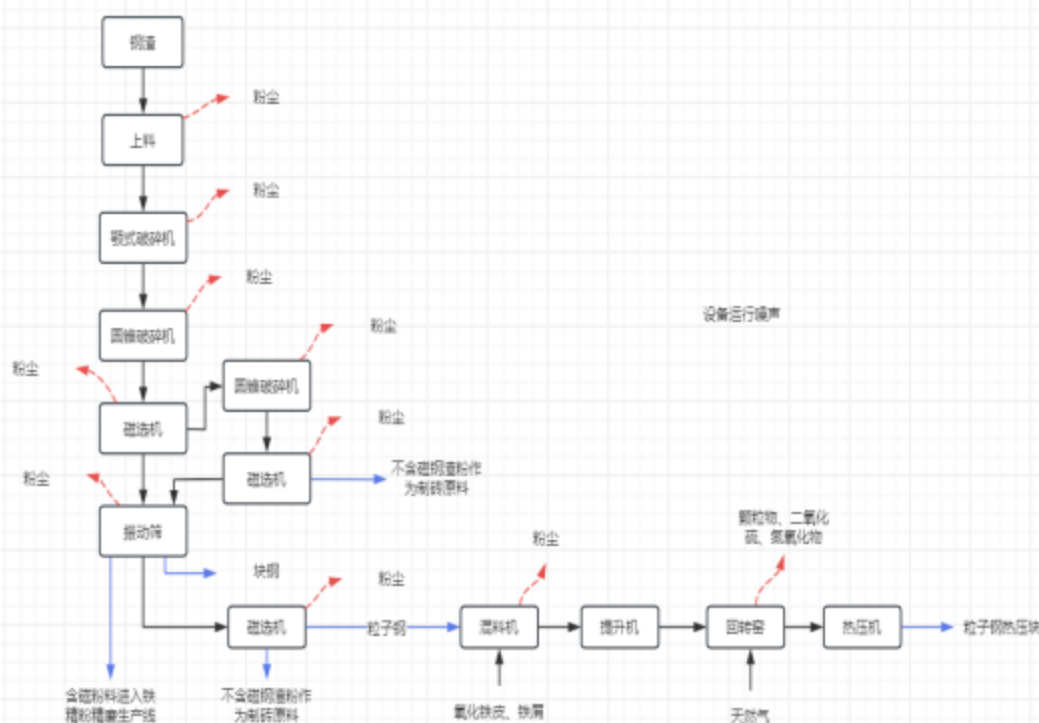 钢渣
粉尘
上料
粉尘
颚式破碎机
粉尘
圆锥破碎机
设备运行噪声
粉尘
粉尘
圆锥破碎机
粉尘
磁选机
不含磁钢渣粉作
为制砖原料
磁选机
粉尘
振动筛
颗粒物、二氧化
硫、氮氧化物
粉尘
块钢
粉尘
磁选机
粒子钢
混料机
提升机
回转窑
热压机
粒子钢热压块
含磁粉料进入铁
精粉精磨生产线
不含磁钢渣粉作
为制砖原料
氧化铁皮、铁屑
天然气